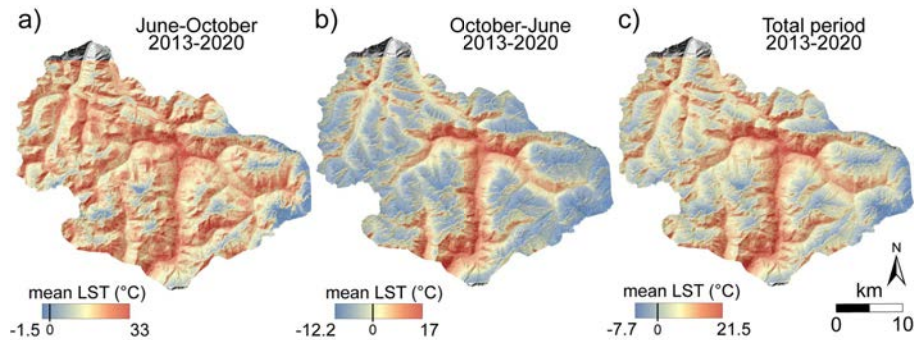 a)
June-October
2013-2020
b)
October-June
2013-2020
c)
Total period
2013-2020
mean LST (°C)
-1.5 0 33
mean LST (°C)
-12.2 0 17
mean LST (°C)
-7.7 0 21.5
N
km
0 10